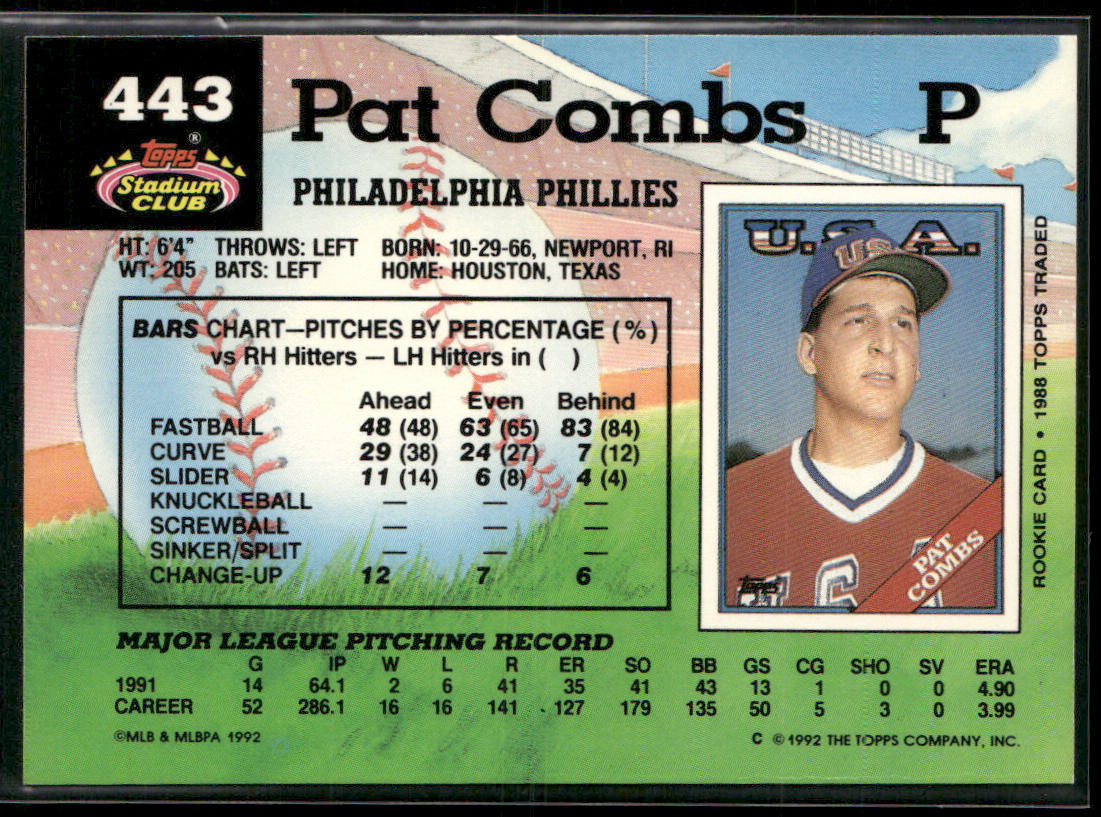 443
Pat Combs P
TOPPS ®
Stadium
CLUB
PHILADELPHIA PHILLIES
HT: 6'4" THROWS: LEFT BORN: 10-29-66, NEWPORT, RI
WT: 205 BATS: LEFT HOME: HOUSTON, TEXAS
BARS CHART—PITCHES BY PERCENTAGE (%)
vs RH Hitters — LH Hitters in ( )
Ahead Even Behind
FASTBALL 48 (48) 63 (65) 83 (84)
CURVE 29 (38) 24 (27) 7 (12)
SLIDER 11 (14) 6 (8) 4 (4)
KNUCKLEBALL — — —
SCREWBALL — — —
SINKER/SPLIT — — —
CHANGE-UP 12 7 6
U.S.A.
U.S.
PAT
COMBS
Topps
ROOKIE CARD • 1988 TOPPS TRADED
MAJOR LEAGUE PITCHING RECORD
G IP W L R ER SO BB GS CG SHO SV ERA
1991 14 64.1 2 6 41 35 41 43 13 1 0 0 4.90
CAREER 52 286.1 16 16 141 127 179 135 50 5 3 0 3.99
©MLB & MLBPA 1992
C © 1992 THE TOPPS COMPANY, INC.